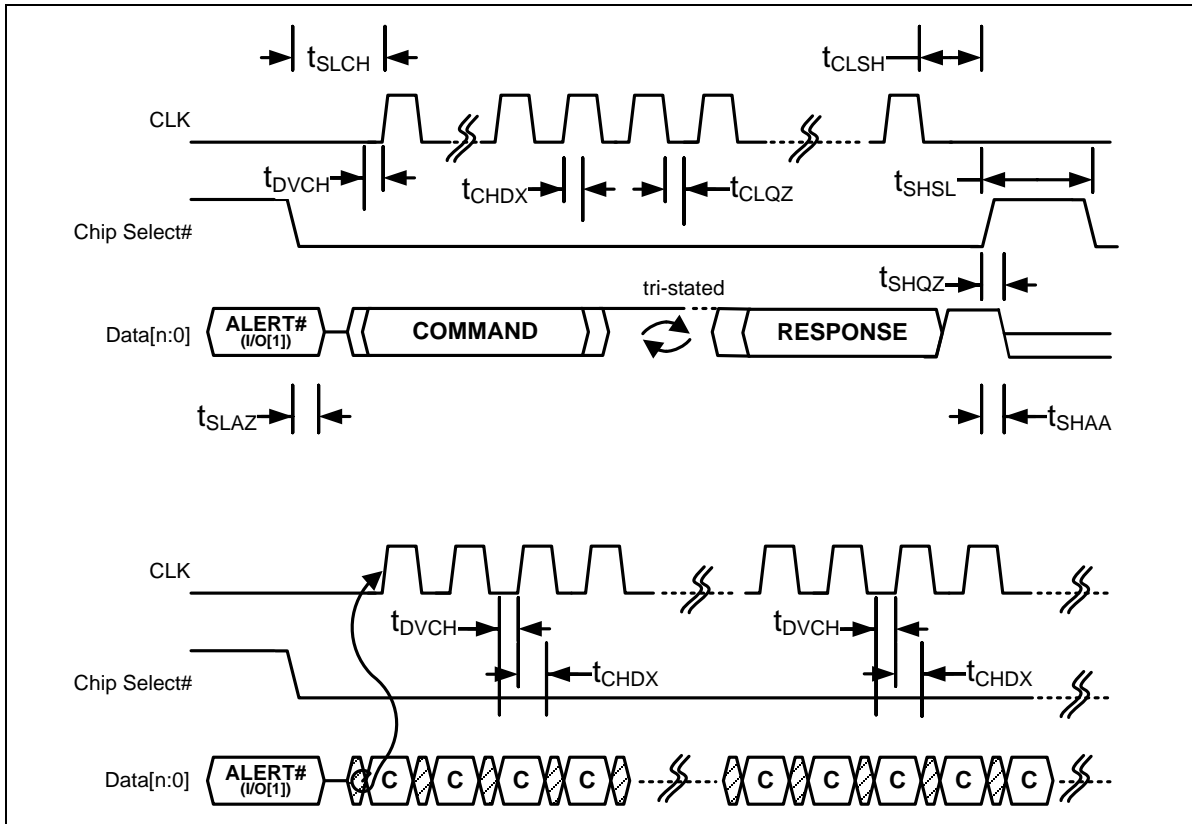 tSLCH
tCLSH
CLK
tDVCH
tCHDX
tCLQZ
tSHSL
Chip Select#
tSHQZ
tri-stated
Data[n:0]
ALERT#
(I/O[1])
COMMAND
RESPONSE
tSLAZ
tSHAA
CLK
tDVCH
tDVCH
tCHDX
tCHDX
Chip Select#
Data[n:0]
ALERT#
(I/O[1])
C C C C C C C C C